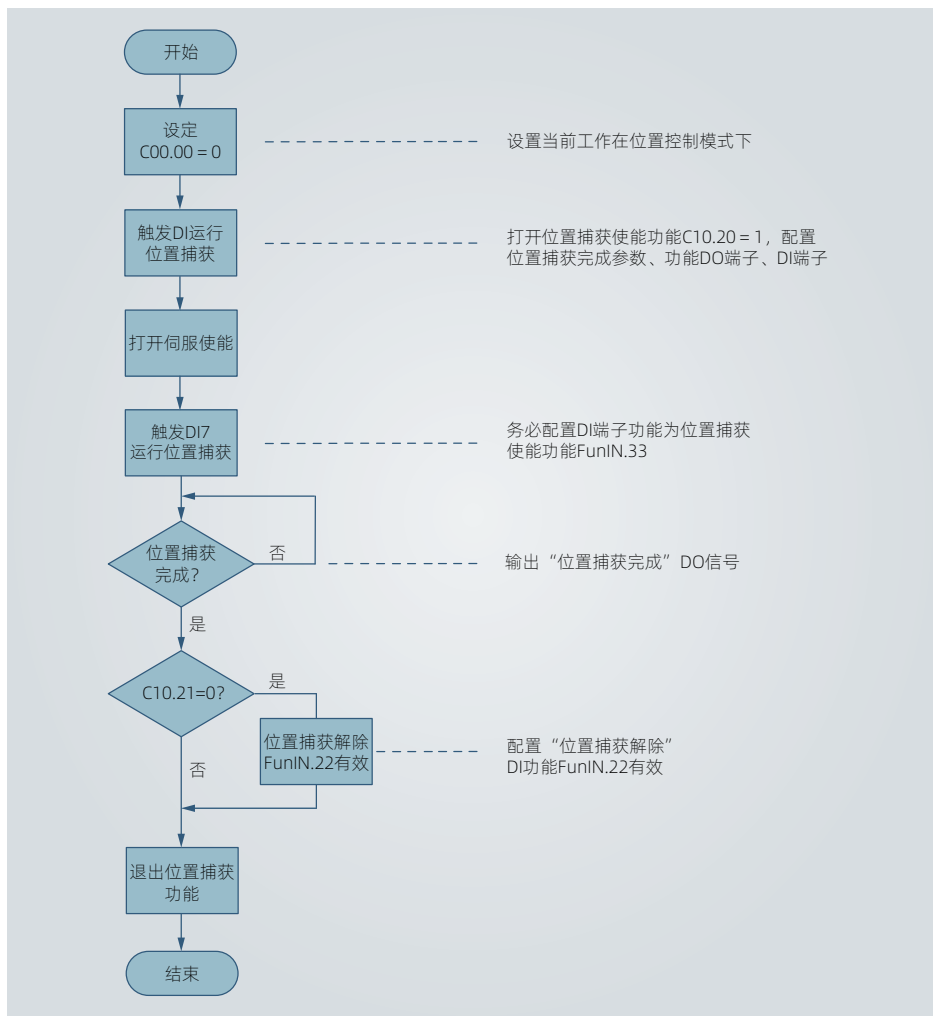 开始
设定
C00.00 = 0
设置当前工作在位置控制模式下
触发DI运行
位置捕获
打开位置捕获使能功能C10.20 = 1，配置
位置捕获完成参数、功能DO端子、DI端子
打开伺服使能
触发DI7
运行位置捕获
务必配置DI端子功能为位置捕获
使能功能FunIN.33
位置捕获
完成？
否
输出“位置捕获完成”DO信号
是
C10.21=0？
是
位置捕获解除
FunIN.22有效
配置“位置捕获解除”
DI功能FunIN.22有效
否
退出位置捕获
功能
结束